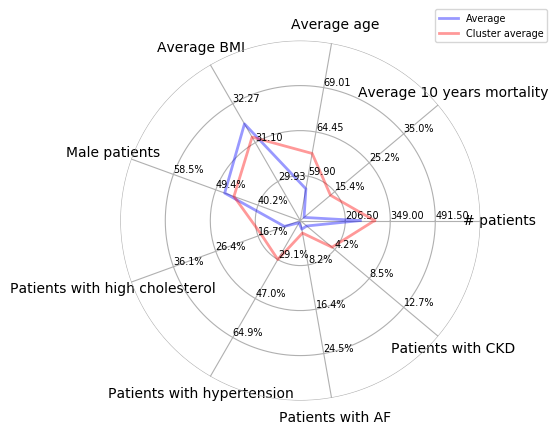 Average
Cluster average
Average age
Average BMI
69.01
Average 10 years mortality
32.27
35.0%
64.45
31.10
Male patients
25.2%
58.5%
59.90
29.93
49.4%
15.4%
40.2%
206.50
349.00
491.50
# patients
16.7%
4.2%
26.4%
29.1%
8.2%
36.1%
8.5%
Patients with high cholesterol
47.0%
16.4%
12.7%
64.9%
24.5%
Patients with CKD
Patients with hypertension
Patients with AF